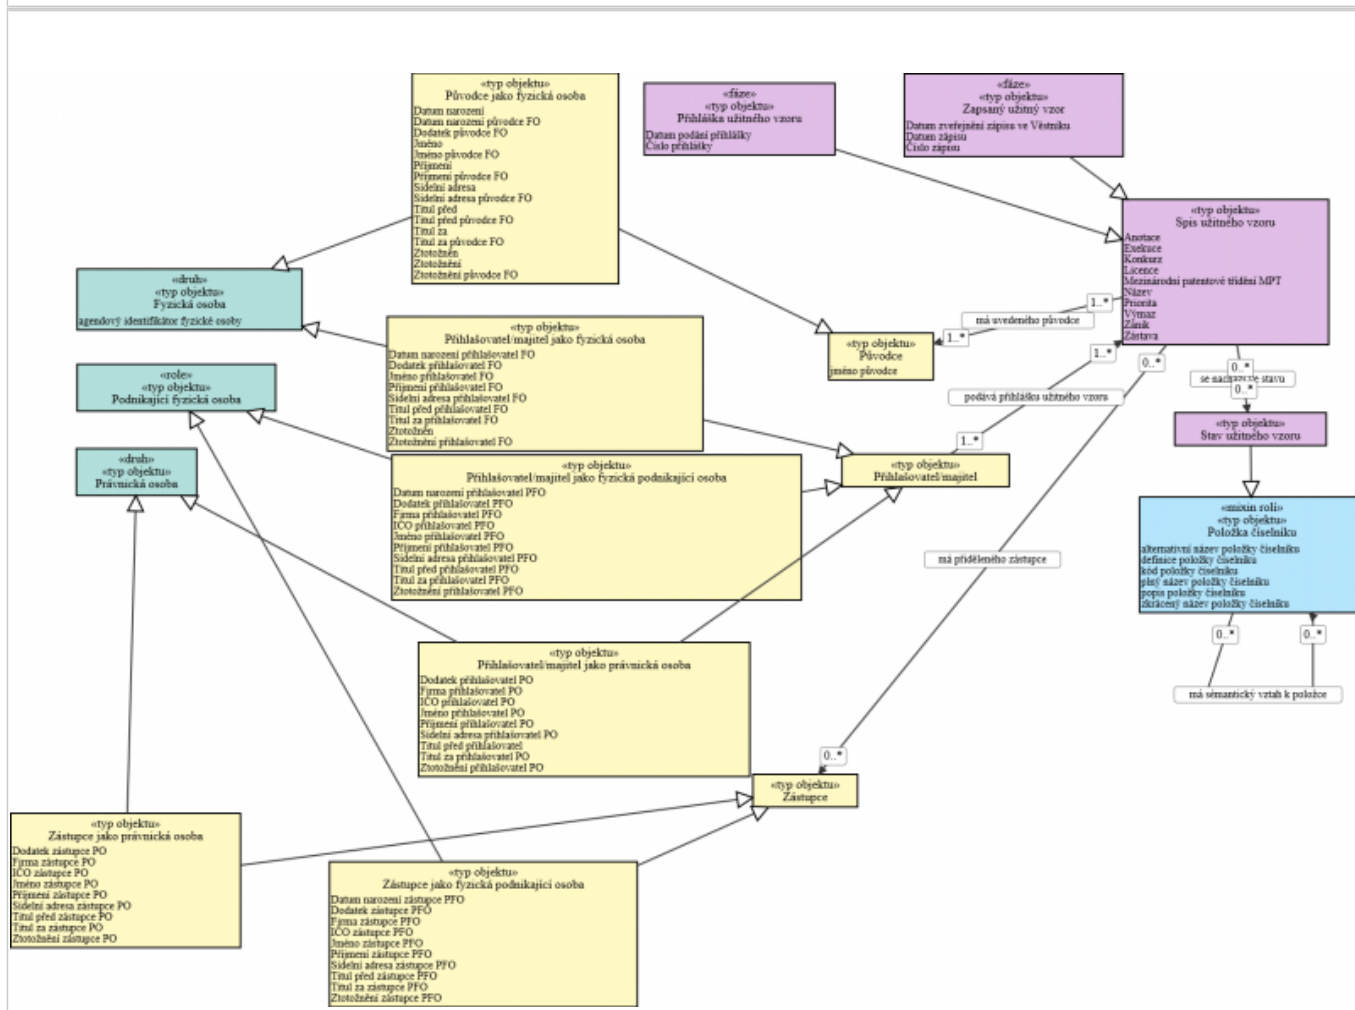 «typ objektu»
Původce jako fyzická osoba
Datum narození
Datum narození původce FO
Dodatek původce FO
Jméno
Jméno původce FO
Příjmení
Příjmení původce FO
Sídelní adresa
Sídelní adresa původce FO
Titul před
Titul před původce FO
Titul za
Titul za původce FO
Ztotožněn
Ztotožnění
Ztotožnění původce FO
«fáze»
«typ objektu»
Přihláška užitného vzoru
Datum podání přihlášky
Číslo přihlášky
«fáze»
«typ objektu»
Zapsaný užitný vzor
Datum zveřejnění zápisu ve Věstníku
Datum zápisu
Číslo zápisu
«typ objektu»
Spis užitného vzoru
Anotace
Exekuce
Konkurz
Licence
Mezinárodní patentové třídění MPT
Název
Priorita
Výmaz
Zánik
Zástava
«druh»
«typ objektu»
Fyzická osoba
agendový identifikátor fyzické osoby
1..*
má uvedeného původce
1..*
«typ objektu»
Původce
jméno původce
«typ objektu»
Přihlašovatel/majitel jako fyzická osoba
Datum narození přihlašovatel FO
Dodatek přihlašovatel FO
Jméno přihlašovatel FO
Příjmení přihlašovatel FO
Sídelní adresa přihlašovatel FO
Titul před přihlašovatel FO
Titul za přihlašovatel FO
Ztotožněn
Ztotožnění přihlašovatel FO
«role»
«typ objektu»
Podnikající fyzická osoba
1..*
podává přihlášku užitného vzoru
1..*
0..*
0..*
se nachází ve stavu
0..*
«typ objektu»
Stav užitného vzoru
«druh»
«typ objektu»
Právnická osoba
«typ objektu»
Přihlašovatel/majitel jako fyzická podnikající osoba
Datum narození přihlašovatel PFO
Dodatek přihlašovatel PFO
Firma přihlašovatel PFO
ICO přihlašovatel PFO
Jméno přihlašovatel PFO
Příjmení přihlašovatel PFO
Sídelní adresa přihlašovatel PFO
Titul před přihlašovatel PFO
Titul za přihlašovatel PFO
Ztotožnění přihlašovatel PFO
«typ objektu»
Přihlašovatel/majitel
«mixin rolí»
«typ objektu»
Položka číselníku
alternativní název položky číselníku
definice položky číselníku
kód položky číselníku
plný název položky číselníku
popis položky číselníku
zkrácený název položky číselníku
má přiděleného zástupce
0..*
0..*
má sémantický vztah k položce
«typ objektu»
Přihlašovatel/majitel jako právnická osoba
Dodatek přihlašovatel PO
Firma přihlašovatel PO
ICO přihlašovatel PO
Jméno přihlašovatel PO
Příjmení přihlašovatel PO
Sídelní adresa přihlašovatel PO
Titul před přihlašovatel
Titul za přihlašovatel PO
Ztotožnění přihlašovatel PO
0..*
«typ objektu»
Zástupce
«typ objektu»
Zástupce jako právnická osoba
Dodatek zástupce PO
Firma zástupce PO
ICO zástupce PO
Jméno zástupce PO
Příjmení zástupce PO
Sídelní adresa zástupce PO
Titul před zástupce PO
Titul za zástupce PO
Ztotožnění zástupce PO
«typ objektu»
Zástupce jako fyzická podnikající osoba
Datum narození zástupce PFO
Dodatek zástupce PFO
Firma zástupce PFO
ICO zástupce PFO
Jméno zástupce PFO
Příjmení zástupce PFO
Sídelní adresa zástupce PFO
Titul před zástupce PFO
Titul za zástupce PFO
Ztotožnění zástupce PFO